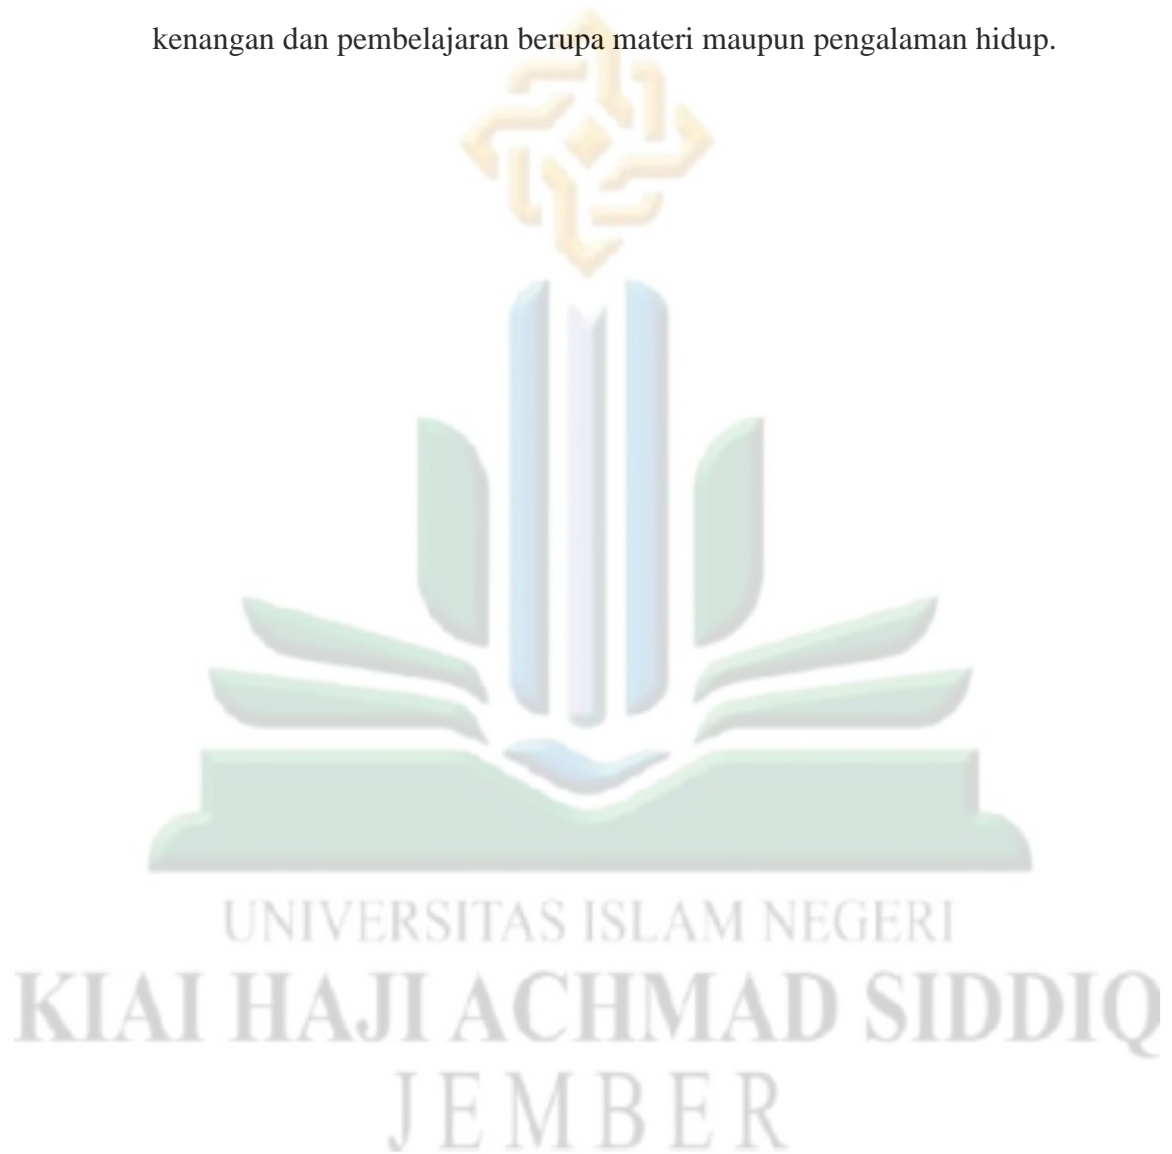 kenangan dan pembelajaran berupa materi maupun pengalaman hidup.
UNIVERSITAS ISLAM NEGERI
KIAI HAJI ACHMAD SIDDIQ
JEMBER